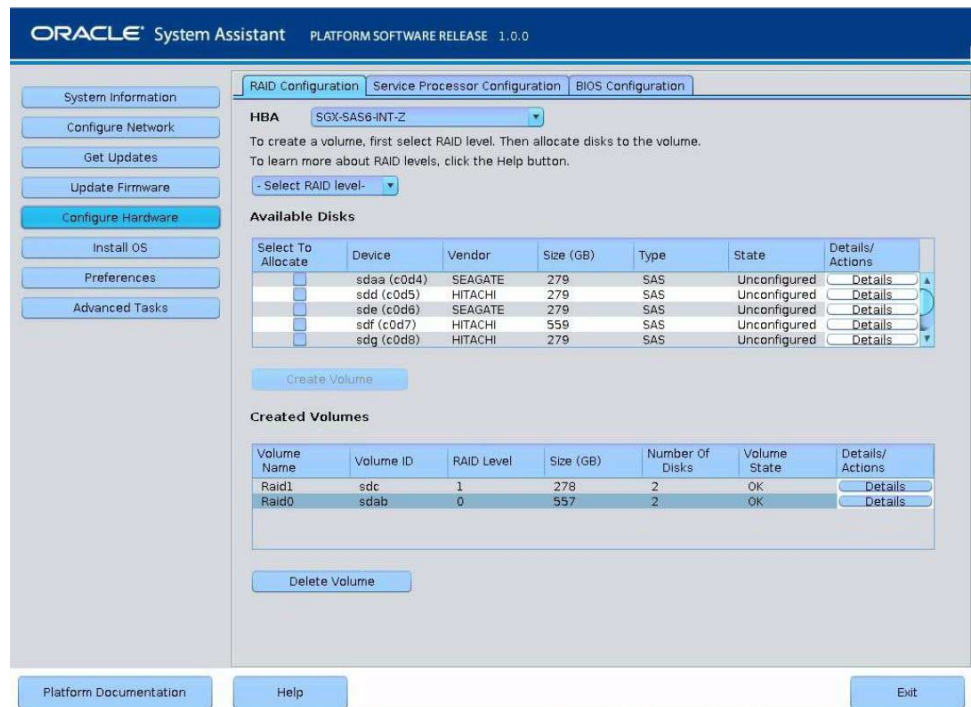 ORACLE System Assistant PLATFORM SOFTWARE RELEASE 1.0.0
System Information
Configure Network
Get Updates
Update Firmware
Configure Hardware
Install OS
Preferences
Advanced Tasks
RAID Configuration Service Processor Configuration BIOS Configuration
HBA SGX-SAS6-INT-Z
To create a volume, first select RAID level. Then allocate disks to the volume.
To learn more about RAID levels, click the Help button.
- Select RAID level-
Available Disks
Select To Allocate Device Vendor Size (GB) Type State Details/ Actions
sdaa (c0d4) SEAGATE 279 SAS Unconfigured Details
sdd (c0d5) HITACHI 279 SAS Unconfigured Details
sde (c0d6) SEAGATE 279 SAS Unconfigured Details
sdf (c0d7) HITACHI 559 SAS Unconfigured Details
sdg (c0d8) HITACHI 279 SAS Unconfigured Details
Create Volume
Created Volumes
Volume Name Volume ID RAID Level Size (GB) Number Of Disks Volume State Details/ Actions
Raid1 sdc 1 278 2 OK Details
Raid0 sdab 0 557 2 OK Details
Delete Volume
Platform Documentation Help Exit